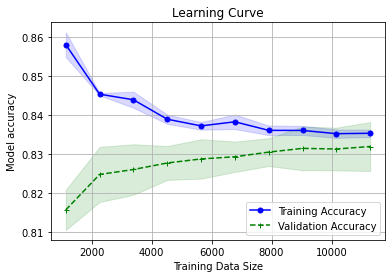 Learning Curve
Model accuracy
0.86
0.85
0.84
0.83
0.82
0.81
2000 4000 6000 8000 10000
Training Data Size
Training Accuracy
Validation Accuracy